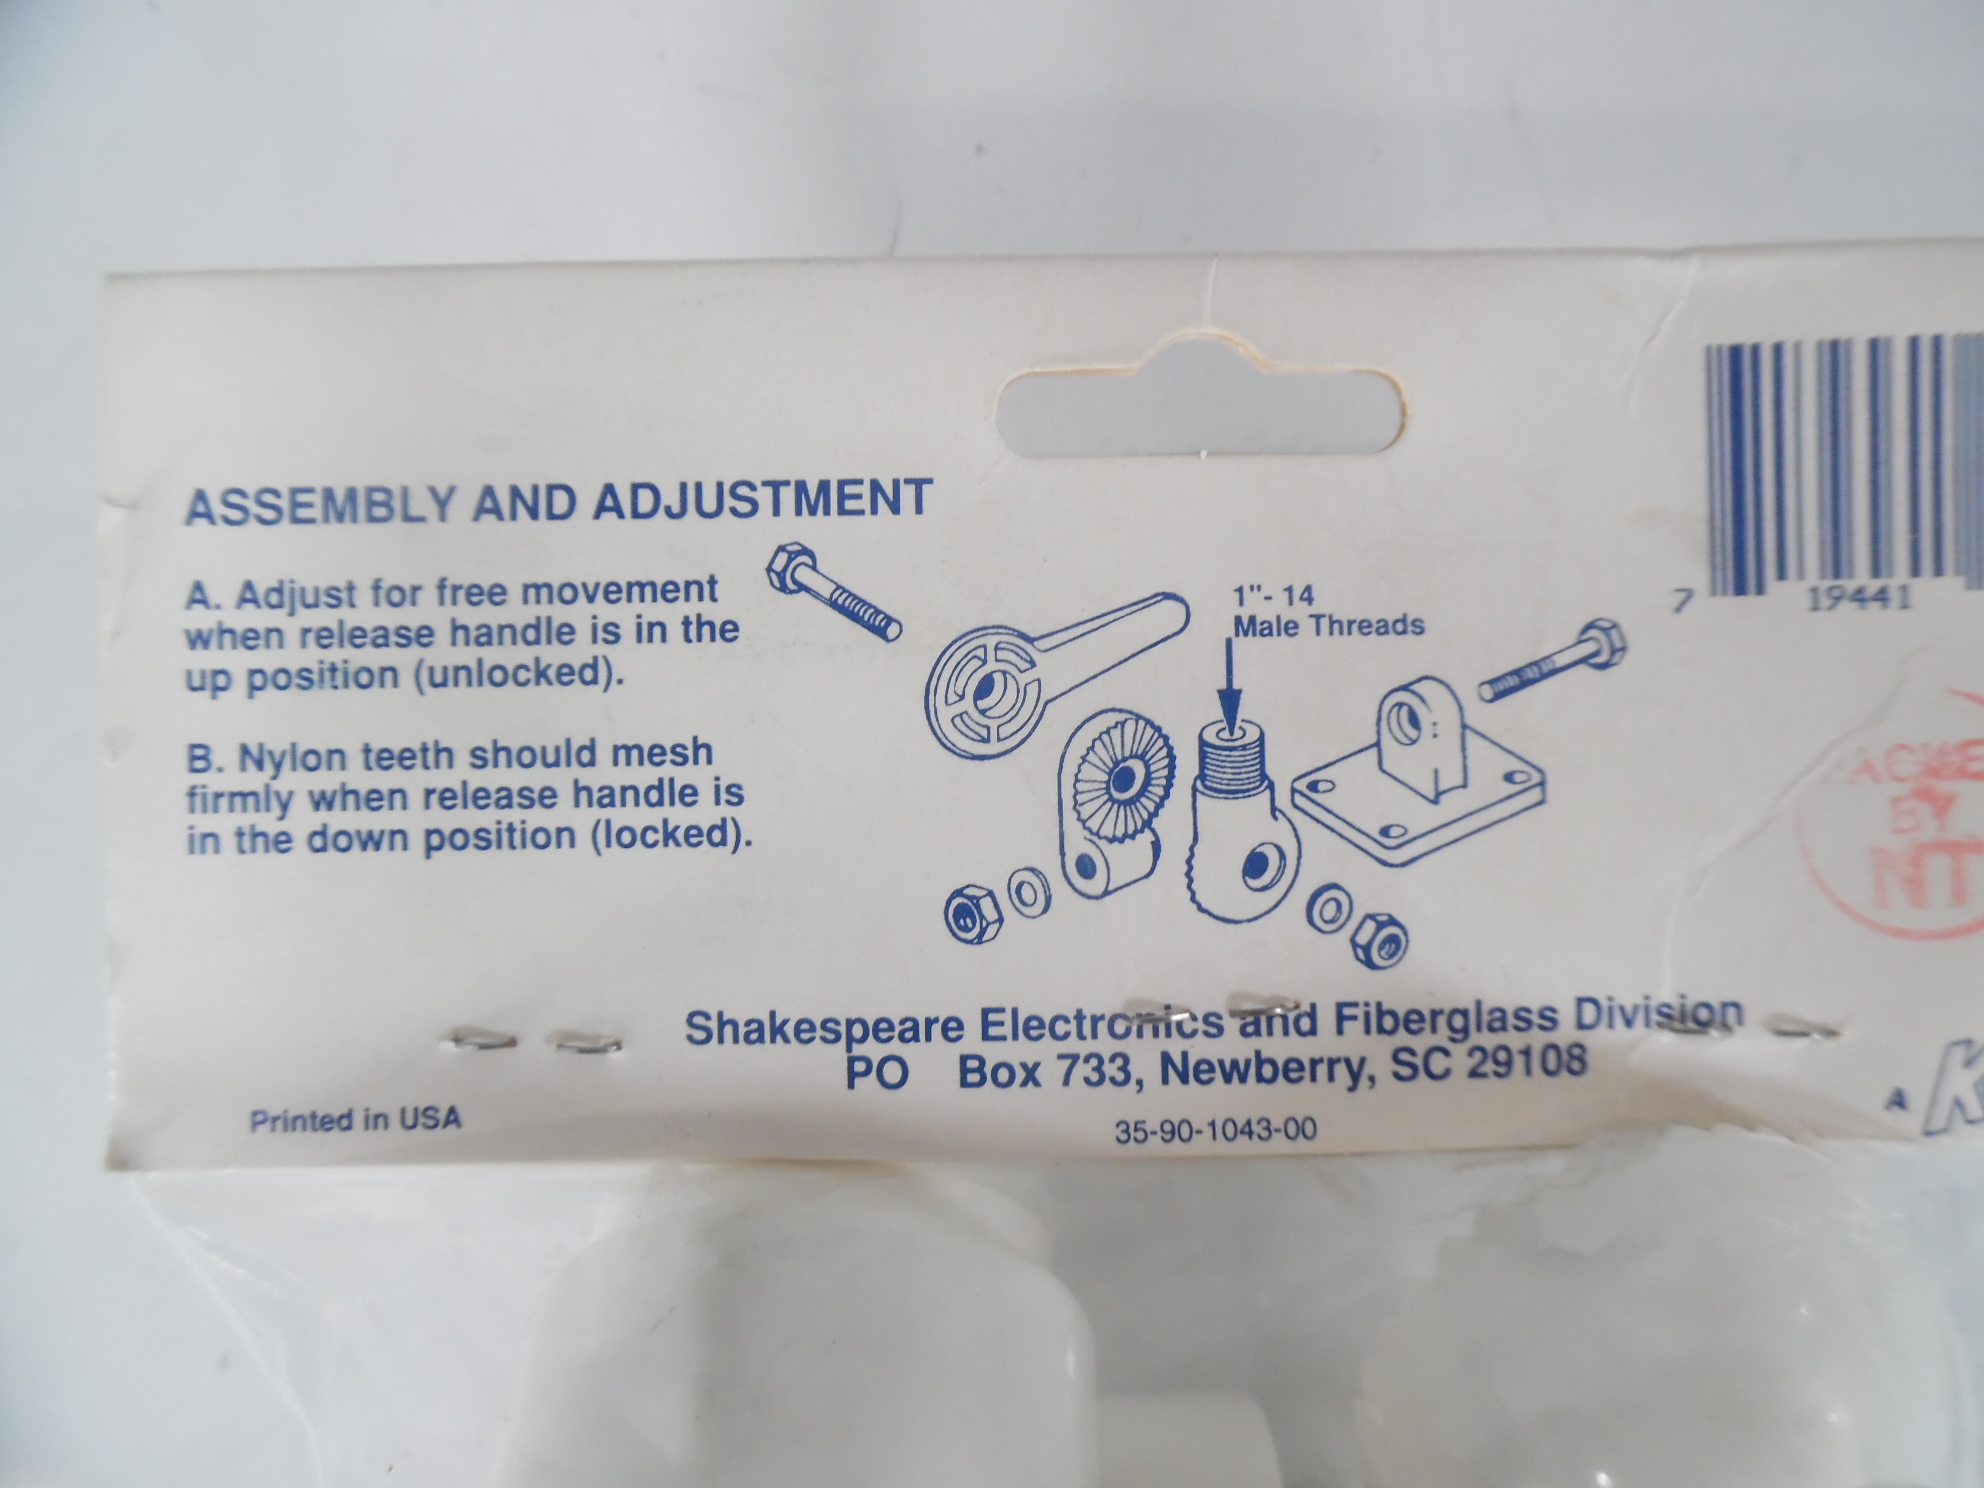 ASSEMBLY AND ADJUSTMENT
A. Adjust for free movement
when release handle is in the
up position (unlocked).
B. Nylon teeth should mesh
firmly when release handle is
in the down position (locked).
1"- 14
Male Threads
7 19441
BY
NT
Shakespeare Electronics and Fiberglass Division
PO Box 733, Newberry, SC 29108
Printed in USA
35-90-1043-00
A